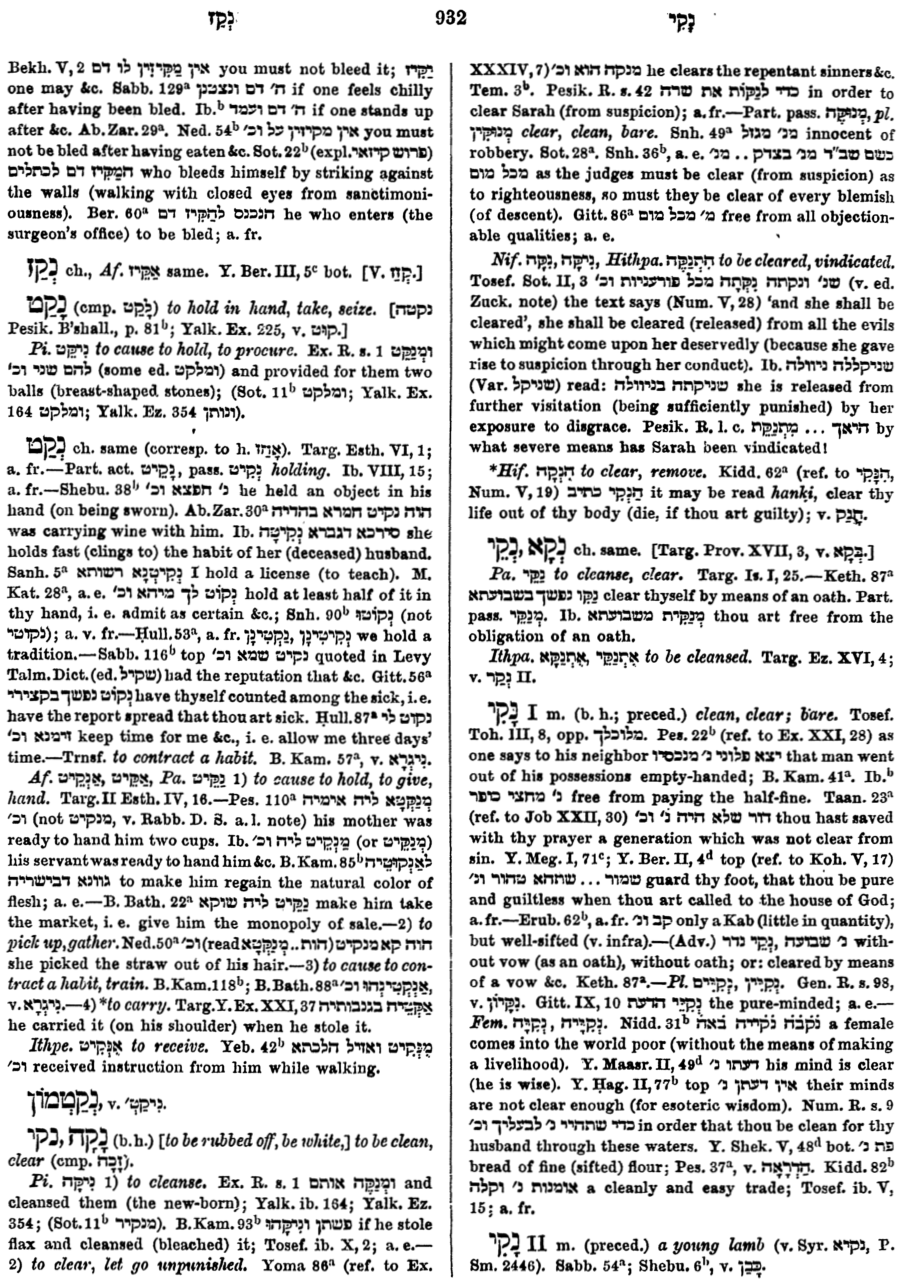 נָקַז
932
נָקִי
Bekh. V, 2 אין מַקִּיזִין לו דם you must not bleed it; יַקִּיז
one may &c. Sabb. 129ᵃ ה׳ דם ונצטנן if one feels chilly
after having been bled. Ib.ᵇ ה׳ דם ועמד if one stands up
after &c. Ab. Zar. 29ᵃ. Ned. 54ᵇ אין מקיזין על וכ׳ you must
not be bled after having eaten &c. Sot. 22ᵇ (expl. פרוש קיזואי)
המַקִּיז דם לכתלים who bleeds himself by striking against
the walls (walking with closed eyes from sanctimoni-
ousness). Ber. 60ᵃ הנכנס לְהַקִּיז דם he who enters (the
surgeon's office) to be bled; a. fr.
נְקַז ch., Af. אַקֵּיז same. Y. Ber. III, 5ᶜ bot. [V. קְוַז.]
נָקַט (cmp. לָקַט) to hold in hand, take, seize. [נקטה
Pesik. B'shall., p. 81ᵇ; Yalk. Ex. 225, v. קוּט.]
Pi. נִיקֵּט to cause to hold, to procure. Ex. R. s. 1 וּמְנַקֵּט
להם שני וכ׳ (some ed. ומלקט) and provided for them two
balls (breast-shaped stones); (Sot. 11ᵇ ומלקט; Yalk. Ex.
164 ומלקט; Yalk. Ez. 354 ונותן).
נְקַט ch. same (corresp. to h. אָחַז). Targ. Esth. VI, 1;
a. fr.—Part. act. נָקֵיט, pass. נְקִיט holding. Ib. VIII, 15;
a. fr.—Shebu. 38ᵇ נ׳ חפצא וכ׳ he held an object in his
hand (on being sworn). Ab. Zar. 30ᵃ הוה נקיט חמרא בהדיה
was carrying wine with him. Ib. סירכא דגברא נְקִיטָה she
holds fast (clings to) the habit of her (deceased) husband.
Sanh. 5ᵃ נְקִיטְנָא רשותא I hold a license (to teach). M.
Kat. 28ᵃ, a. e. נְקוֹט לך מיהא וכ׳ hold at least half of it in
thy hand, i. e. admit as certain &c.; Snh. 90ᵇ נְקוֹטוּ (not
נקוטי); a. v. fr.—Ḥull. 53ᵃ, a. fr. נְקִיטִינַן, נָקְטִינַן we hold a
tradition.—Sabb. 116ᵇ top נקיט שמא וכ׳ quoted in Levy
Talm. Dict. (ed. שקיל) had the reputation that &c. Gitt. 56ᵃ
נְקוֹט נפשך בקצירי have thyself counted among the sick, i. e.
have the report spread that thou art sick. Ḥull. 87ᵃ נקוט לי
זימנא וכ׳ keep time for me &c., i. e. allow me three days'
time.—Trnsf. to contract a habit. B. Kam. 57ᵃ, v. נִיגְרָא.
Af. אַנְקֵיט, אַקֵּיט, Pa. נַקֵּיט 1) to cause to hold, to give,
hand. Targ. II Esth. IV, 16.—Pes. 110ᵃ מְנַקְּטָא ליה אימיה
וכ׳ (not מנקיט, v. Rabb. D. S. a. l. note) his mother was
ready to hand him two cups. Ib. מַנְקֵיט ליה וכ׳ (or מְנַקֵּיט)
his servant was ready to hand him &c. B. Kam. 85ᵇ לְאַנְקוּטֵיה
גוונא דבישריה to make him regain the natural color of
flesh; a. e.—B. Bath. 22ᵃ נַקֵּיט ליה שוקא make him take
the market, i. e. give him the monopoly of sale.—2) to
pick up, gather. Ned. 50ᵃ הוה קא מנקיט (read הות.. מְנַקְּטָא) וכ׳
she picked the straw out of his hair.—3) to cause to con-
tract a habit, train. B. Kam. 118ᵇ; B. Bath. 88ᵃ אַנְקְטִינְהוּ וכ׳,
v. נִיגְרָא.—4) *to carry. Targ. Y. Ex. XXI, 37 אַקְּטֵיה בגנבותיה
he carried it (on his shoulder) when he stole it.
Ithpe. אִנְּקִיט to receive. Yeb. 42ᵇ מִנְּקִיט ואזיל הלכתא
וכ׳ received instruction from him while walking.
נְקַטְמוֹן, v. נִיקַטְ׳.
נָקָה, נקי (b. h.) [to be rubbed off, be white,] to be clean,
clear (cmp. זָכָה).
Pi. נִיקָּה 1) to cleanse. Ex. R. s. 1 וּמְנַקֶּה אותם and
cleansed them (the new-born); Yalk. ib. 164; Yalk. Ez.
354; (Sot. 11ᵇ מנקיר). B. Kam. 93ᵇ פשתן וְנִיקָּהוּ if he stole
flax and cleansed (bleached) it; Tosef. ib. X, 2; a. e.—
2) to clear, let go unpunished. Yoma 86ᵃ (ref. to Ex.
XXXIV, 7) מנקה הוא וכ׳ he clears the repentant sinners &c.
Tem. 3ᵇ. Pesik. R. s. 42 כדי לְנַקּוֹת את שרה in order to
clear Sarah (from suspicion); a. fr.—Part. pass. מְנוּקֶּה, pl.
מְנוּקִּין clear, clean, bare. Snh. 49ᵃ מנ׳ מגזל innocent of
robbery. Sot. 28ᵃ. Snh. 36ᵇ, a. e. כשם שב״ד מנ׳ בצדק .. מנ׳
מכל מום as the judges must be clear (from suspicion) as
to righteousness, so must they be clear of every blemish
(of descent). Gitt. 86ᵃ מ׳ מכל מום free from all objection-
able qualities; a. e.
Nif. נִקָּה, נִיקָּה, Hithpa. הִתְנַקֶּה to be cleared, vindicated.
Tosef. Sot. II, 3 שנ׳ ונקתה נִקָּתָה מכל פורעניות וכ׳ (v. ed.
Zuck. note) the text says (Num. V, 28) 'and she shall be
cleared', she shall be cleared (released) from all the evils
which might come upon her deservedly (because she gave
rise to suspicion through her conduct). Ib. שניקללה ניוולה
(Var. שניקל) read: שניקתה בניוולה she is released from
further visitation (being sufficiently punished) by her
exposure to disgrace. Pesik. R. l. c. היאך ... מִתְנַקֵּת by
what severe means has Sarah been vindicated!
*Hif. הִנְקָה to clear, remove. Kidd. 62ᵃ (ref. to הִנָּקִי,
Num. V, 19) הַנְקִי כתיב it may be read hanki, clear thy
life out of thy body (die, if thou art guilty); v. חָנַק.
נְקָא, נְקֵי ch. same. [Targ. Prov. XVII, 3, v. בְּקָא.]
Pa. נַקֵּי to cleanse, clear. Targ. Is. I, 25.—Keth. 87ᵃ
נַקִּי נפשך בשבועתא clear thyself by means of an oath. Part.
pass. מְנַקֵּי. Ib. מְנַקֵּית משבועתא thou art free from the
obligation of an oath.
Ithpa. אִתְנַקֵּי, אִתְנַקָּא to be cleansed. Targ. Ez. XVI, 4;
v. נְקַר II.
נָקִי I m. (b. h.; preced.) clean, clear; bare. Tosef.
Toh. III, 8, opp. מלוכלך. Pes. 22ᵇ (ref. to Ex. XXI, 28) as
one says to his neighbor יצא פלוני נ׳ מנכסיו that man went
out of his possessions empty-handed; B. Kam. 41ᵃ. Ib.ᵇ
נ׳ מחצי כופר free from paying the half-fine. Taan. 23ᵃ
(ref. to Job XXII, 30) דור שלא היה נ׳ וכ׳ thou hast saved
with thy prayer a generation which was not clear from
sin. Y. Meg. I, 71ᶜ; Y. Ber. II, 4ᵈ top (ref. to Koh. V, 17)
שמור ... שתהא טהור ונ׳ guard thy foot, that thou be pure
and guiltless when thou art called to the house of God;
a. fr.—Erub. 62ᵇ, a. fr. קב ונ׳ only a Kab (little in quantity),
but well-sifted (v. infra).—(Adv.) נ׳ שבועה, נְקִי נדר with-
out vow (as an oath), without oath; or: cleared by means
of a vow &c. Keth. 87ᵃ.—Pl. נְקִיִּין, נְקִיִּים. Gen. R. s. 98,
v. נִקָּיוֹן. Gitt. IX, 10 נְקִיֵּי הדעת the pure-minded; a. e.—
Fem. נְקִיָּיה, נְקִיָּה. Nidd. 31ᵇ נקבה נקייה באה a female
comes into the world poor (without the means of making
a livelihood). Y. Maasr. II, 49ᵈ דעתו נ׳ his mind is clear
(he is wise). Y. Ḥag. II, 77ᵇ top אין דעתן נ׳ their minds
are not clear enough (for esoteric wisdom). Num. R. s. 9
כדי שתהיי נ׳ לבעליך וכ׳ in order that thou be clean for thy
husband through these waters. Y. Shek. V, 48ᵈ bot. פת נ׳
bread of fine (sifted) flour; Pes. 37ᵃ, v. הַדְרָאָה. Kidd. 82ᵇ
אומנות נ׳ וקלה a cleanly and easy trade; Tosef. ib. V,
15; a. fr.
נָקִי II m. (preced.) a young lamb (v. Syr. נקיא, P.
Sm. 2446). Sabb. 54ᵃ; Shebu. 6ᵇ, v. כָּבַן.